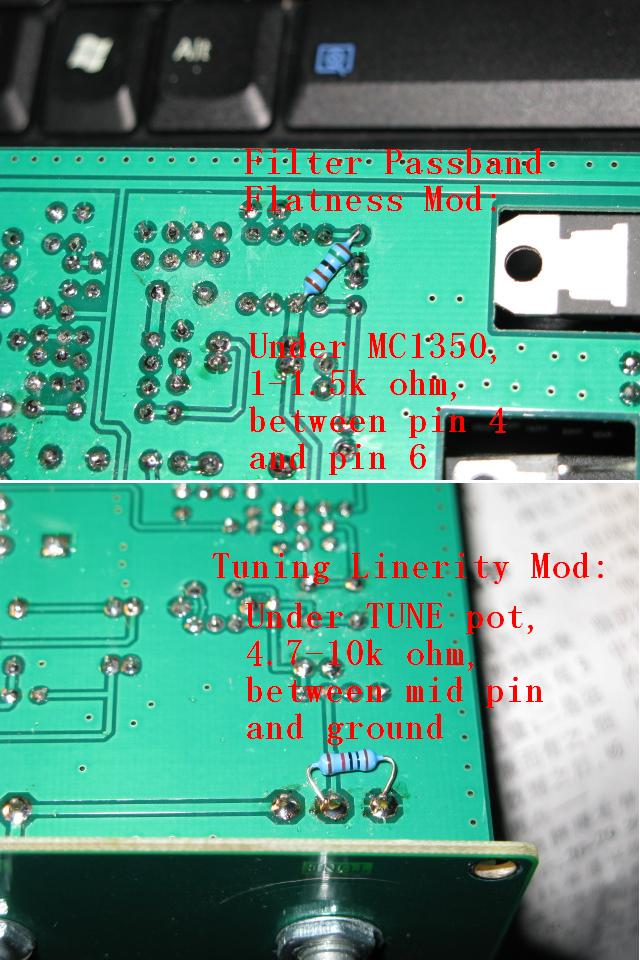 Alt
Filter Passband
Flatness Mod:
Under MC1350,
1-1.5k ohm,
between pin 4
and pin 6
Tuning Linerity Mod:
Under TUNE pot,
4.7-10k ohm,
between mid pin
and ground